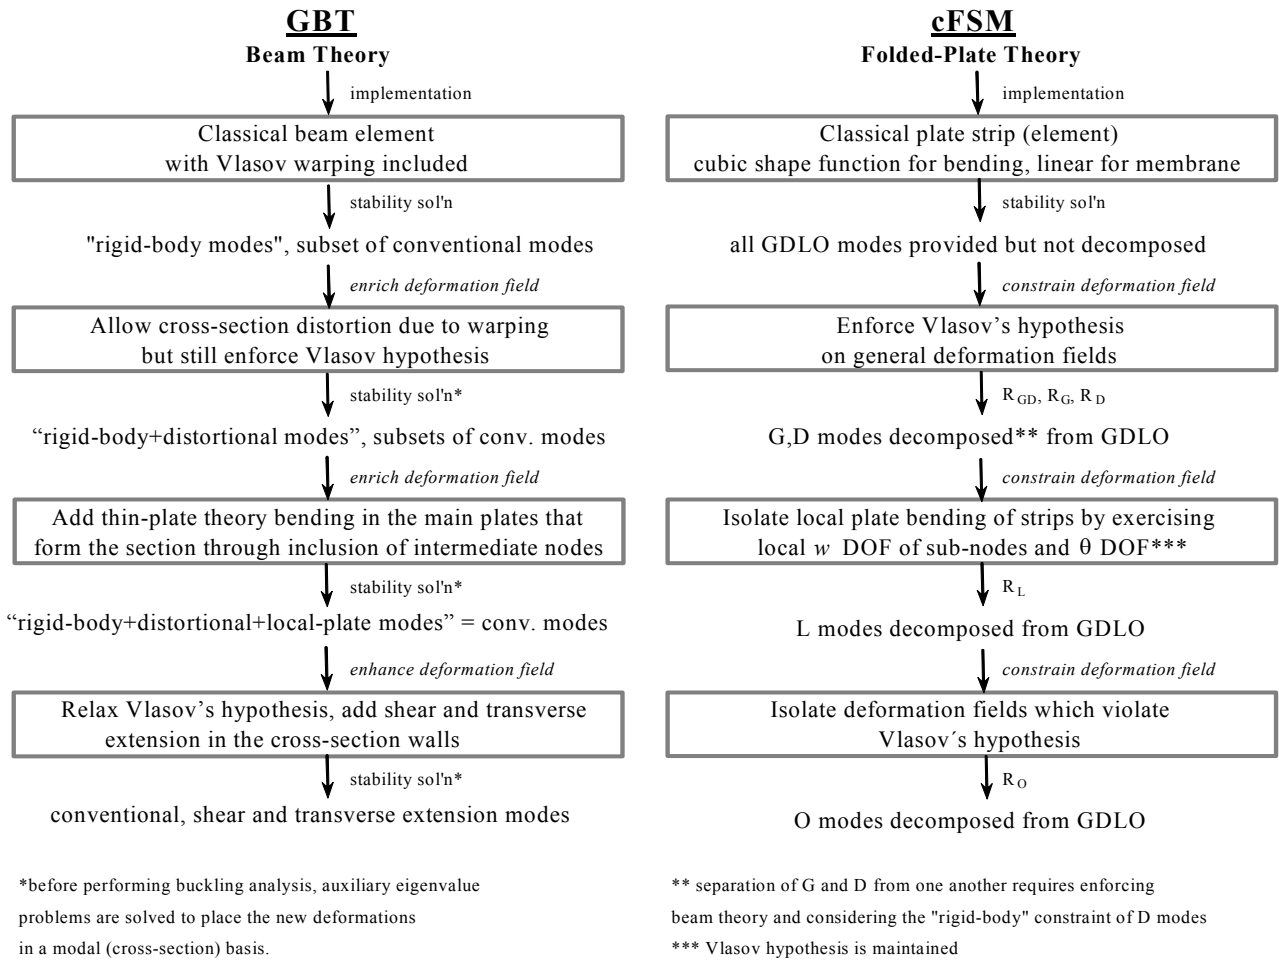 GBT
Beam Theory
implementation
Classical beam element
with Vlasov warping included
stability sol'n
"rigid-body modes", subset of conventional modes
enrich deformation field
Allow cross-section distortion due to warping
but still enforce Vlasov hypothesis
stability sol'n*
“rigid-body+distortional modes”, subsets of conv. modes
enrich deformation field
Add thin-plate theory bending in the main plates that
form the section through inclusion of intermediate nodes
stability sol'n*
“rigid-body+distortional+local-plate modes” = conv. modes
enhance deformation field
Relax Vlasov’s hypothesis, add shear and transverse
extension in the cross-section walls
stability sol'n*
conventional, shear and transverse extension modes
*before performing buckling analysis, auxiliary eigenvalue
problems are solved to place the new deformations
in a modal (cross-section) basis.
cFSM
Folded-Plate Theory
implementation
Classical plate strip (element)
cubic shape function for bending, linear for membrane
stability sol'n
all GDLO modes provided but not decomposed
constrain deformation field
Enforce Vlasov’s hypothesis
on general deformation fields
R GD, R G, R D
G,D modes decomposed** from GDLO
constrain deformation field
Isolate local plate bending of strips by exercising
local w DOF of sub-nodes and θ DOF***
R L
L modes decomposed from GDLO
constrain deformation field
Isolate deformation fields which violate
Vlasov´s hypothesis
R O
O modes decomposed from GDLO
** separation of G and D from one another requires enforcing
beam theory and considering the "rigid-body" constraint of D modes
*** Vlasov hypothesis is maintained